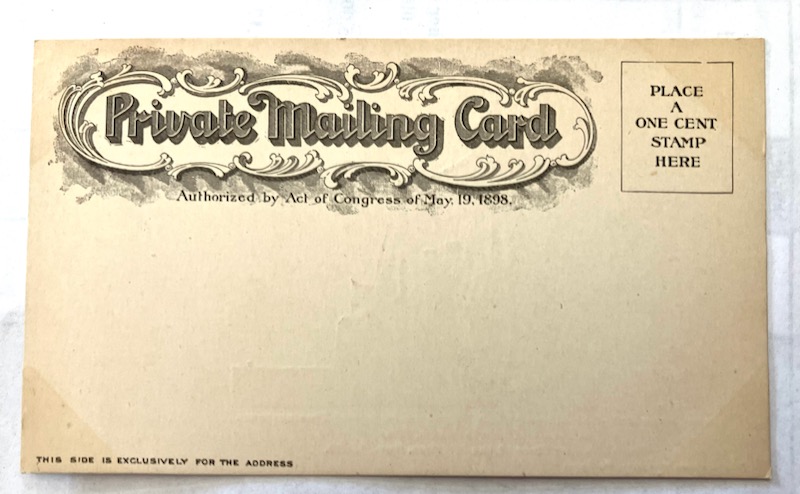 Private Mailing Card
Authorized by Act of Congress of May, 19, 1898.
PLACE
A
ONE CENT
STAMP
HERE
THIS SIDE IS EXCLUSIVELY FOR THE ADDRESS